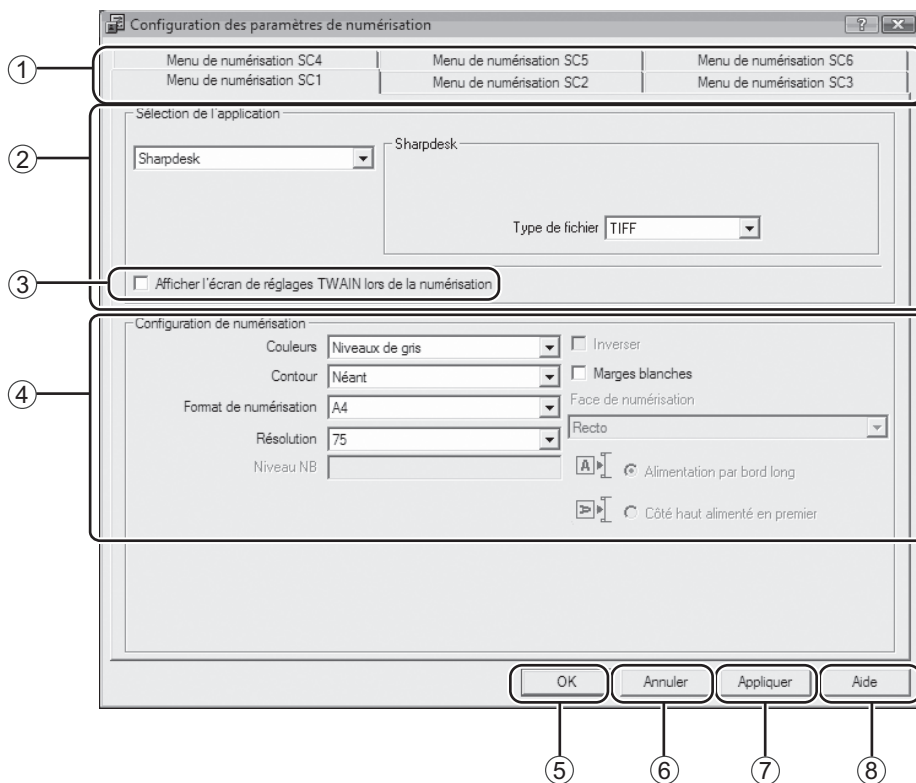 Configuration des paramètres de numérisation
Menu de numérisation SC4 Menu de numérisation SC5 Menu de numérisation SC6
Menu de numérisation SC1 Menu de numérisation SC2 Menu de numérisation SC3
1
Sélection de l'application
2
Sharpdesk
Sharpdesk
Type de fichier TIFF
3
Afficher l'écran de réglages TWAIN lors de la numérisation
Configuration de numérisation
4
Couleurs Niveaux de gris
Contour Néant
Format de numérisation A4
Résolution 75
Niveau NB
Inverser
Marges blanches
Face de numérisation
Recto
A Alimentation par bord long
A Côté haut alimenté en premier
OK Annuler Appliquer Aide
5 6 7 8